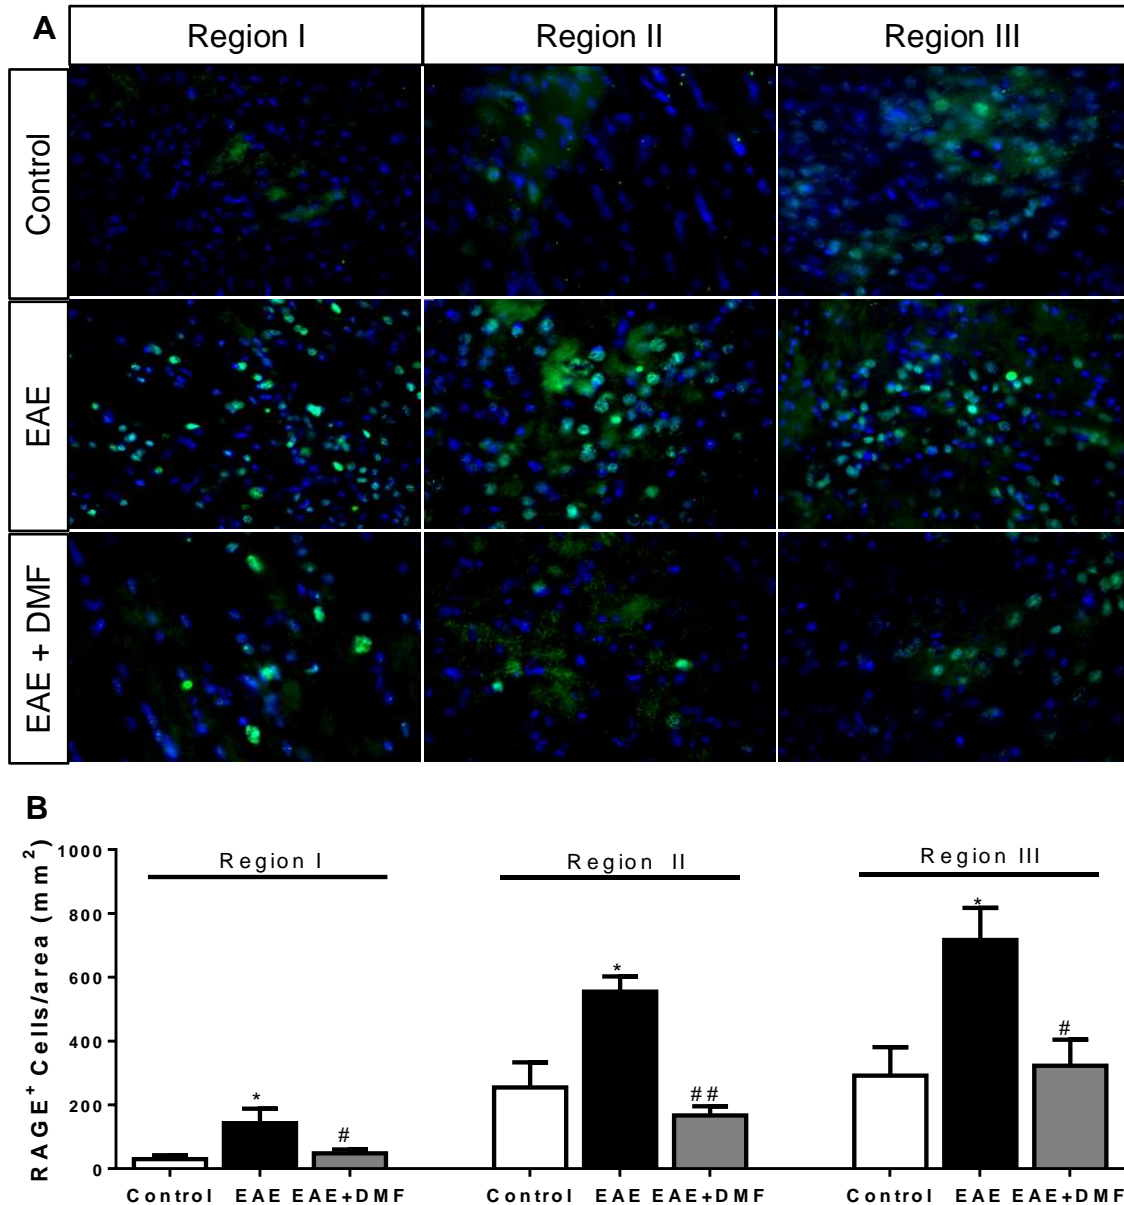 A
Region I
Region II
Region III
Control
EAE
EAE + DMF
B
RAGE⁺ Cells/area (mm²)
1000
800
600
400
200
0
Region I
Region II
Region III
*
#
*
##
*
#
Control EAE EAE+DMF Control EAE EAE+DMF Control EAE EAE+DMF